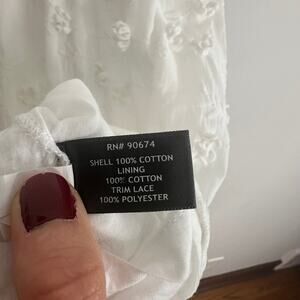 RN# 90674
SHELL 100% COTTON
LINING
100% COTTON
TRIM LACE
100% POLYESTER